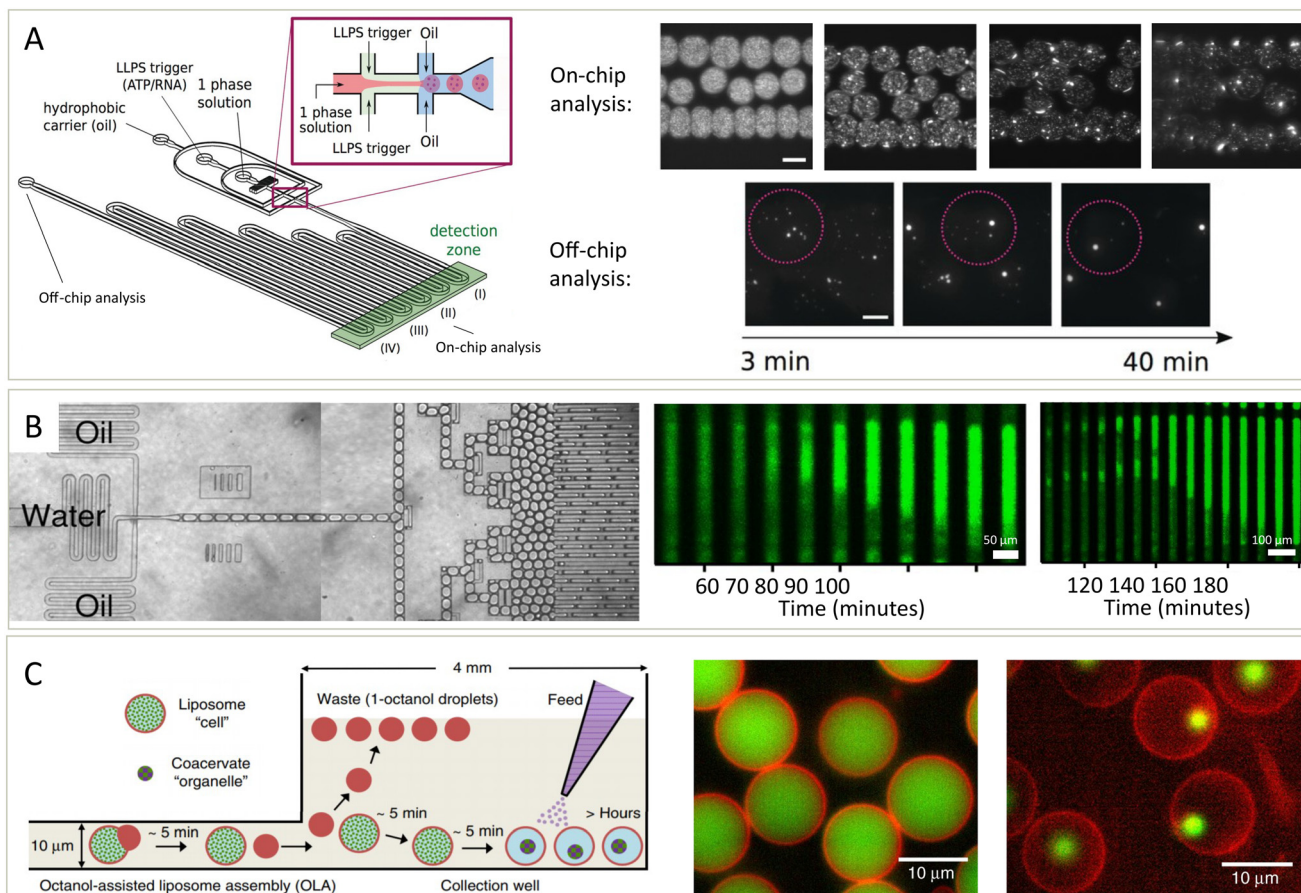 A
LLPS trigger
Oil
1 phase
solution
LLPS trigger
Oil
LLPS trigger
(ATP/RNA)
1 phase
solution
hydrophobic
carrier (oil)
detection
zone
(I)
(II)
(III)
(IV)
Off-chip analysis
On-chip analysis
On-chip
analysis:
Off-chip
analysis:
3 min
40 min
B
Oil
Water
Oil
50 µm
60 70 80 90 100
Time (minutes)
100 µm
120 140 160 180
Time (minutes)
C
4 mm
Liposome
"cell"
Coacervate
"organelle"
Waste (1-octanol droplets)
Feed
10 µm
~ 5 min
~ 5 min
~ 5 min
> Hours
Octanol-assisted liposome assembly (OLA)
Collection well
10 µm
10 µm